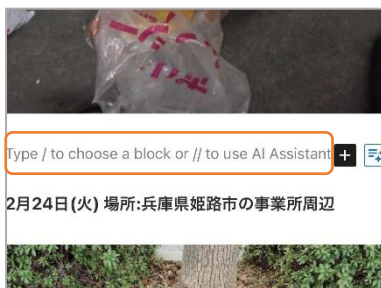 Type / to choose a block or // to use AI Assistant
2月24日(火) 場所:兵庫県姫路市の事業所周辺